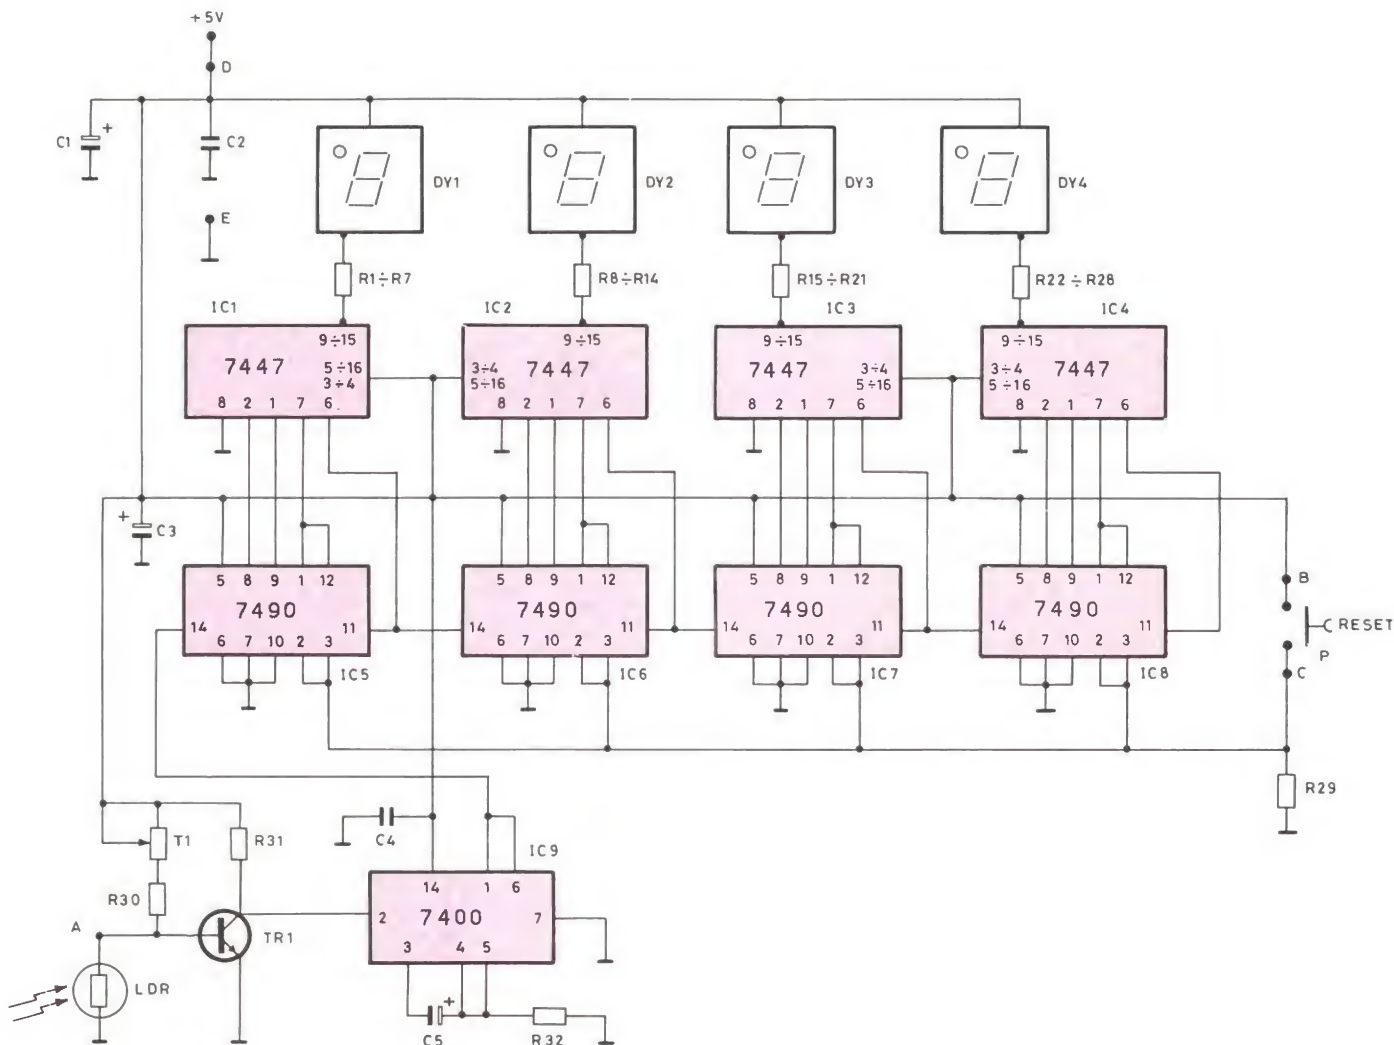 +5V
D
C1 +
C2
E
DY1
DY2
DY3
DY4
R1÷R7
R8÷R14
R15÷R21
R22÷R28
IC1
IC2
IC3
IC4
9÷15
7447
5÷16
3÷4
8 2 1 7 6
9÷15
3÷4
5÷16
7447
8 2 1 7 6
9÷15
7447
3÷4
5÷16
8 2 1 7 6
9÷15
3÷4
5÷16
7447
8 2 1 7 6
+
C3
5 8 9 1 12
7490
14
11
6 7 10 2 3
IC5
5 8 9 1 12
7490
14
11
6 7 10 2 3
IC6
5 8 9 1 12
7490
14
11
6 7 10 2 3
IC7
5 8 9 1 12
7490
14
11
6 7 10 2 3
IC8
B
RESET
P
C
R29
T1
R31
R30
A
TR1
LDR
C4
IC9
14 1 6
2
7400
7
3 4 5
C5 +
R32